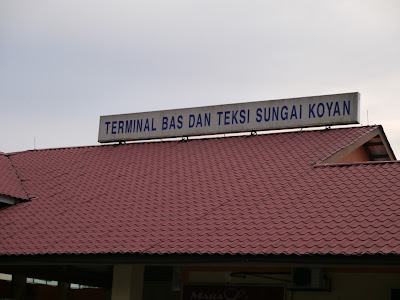 TERMINAL BAS DAN TEKSI SUNGAI KOYAN